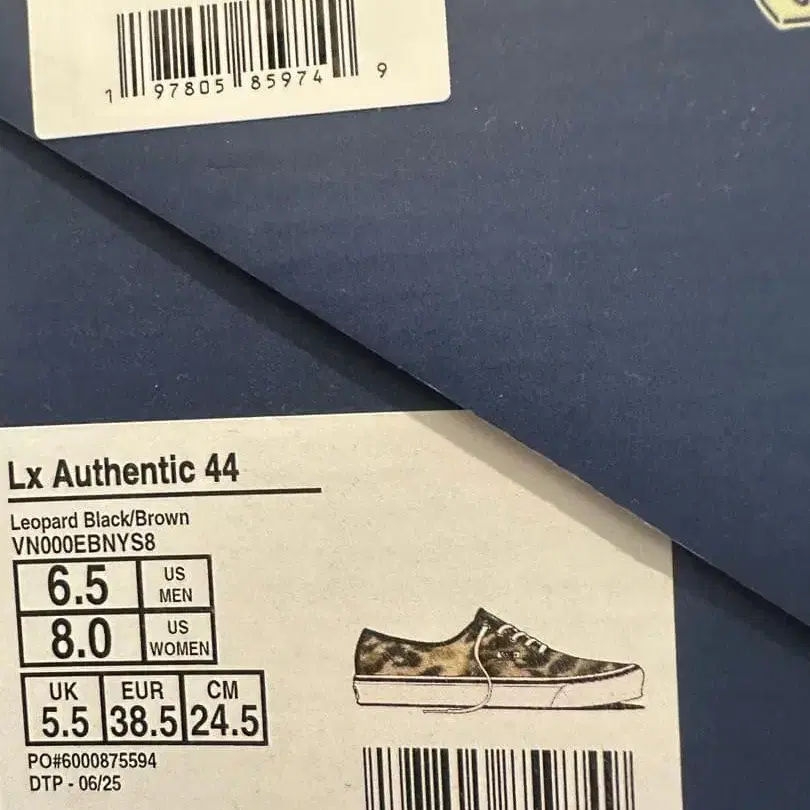 1 97805 85974 9
Lx Authentic 44
Leopard Black/Brown
VN000EBNYS8
6.5 US MEN
8.0 US WOMEN
UK EUR CM
5.5 38.5 24.5
PO#6000875594
DTP - 06/25